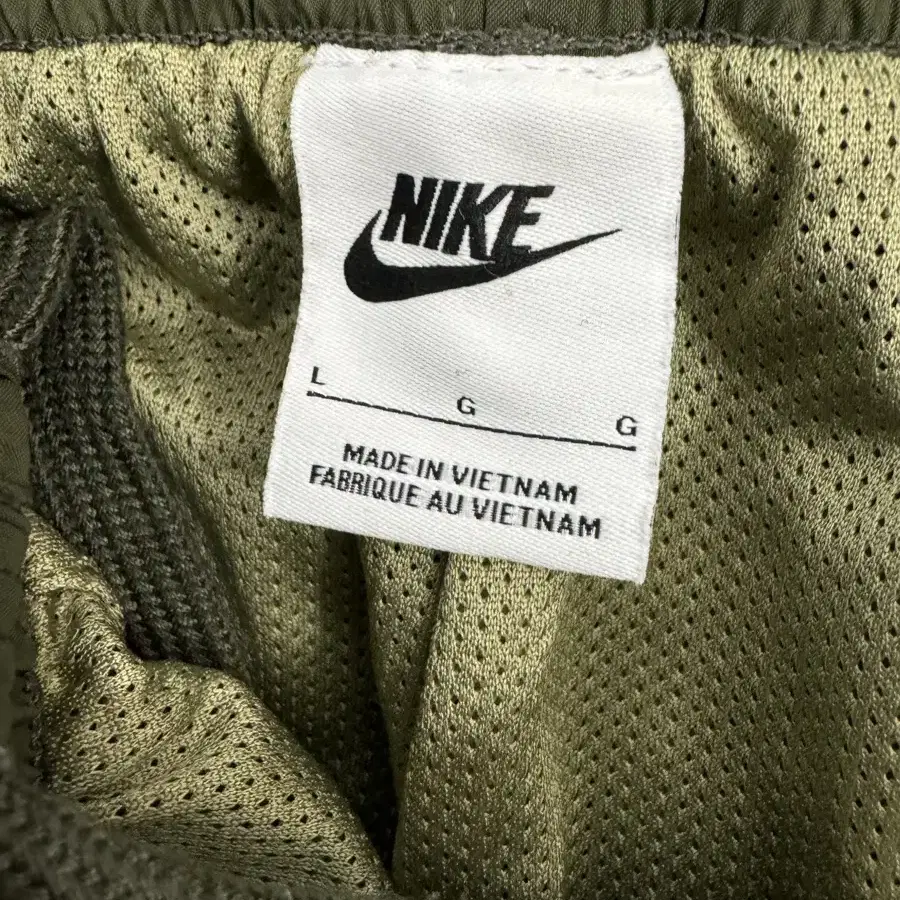 NIKE
L G G
MADE IN VIETNAM
FABRIQUE AU VIETNAM